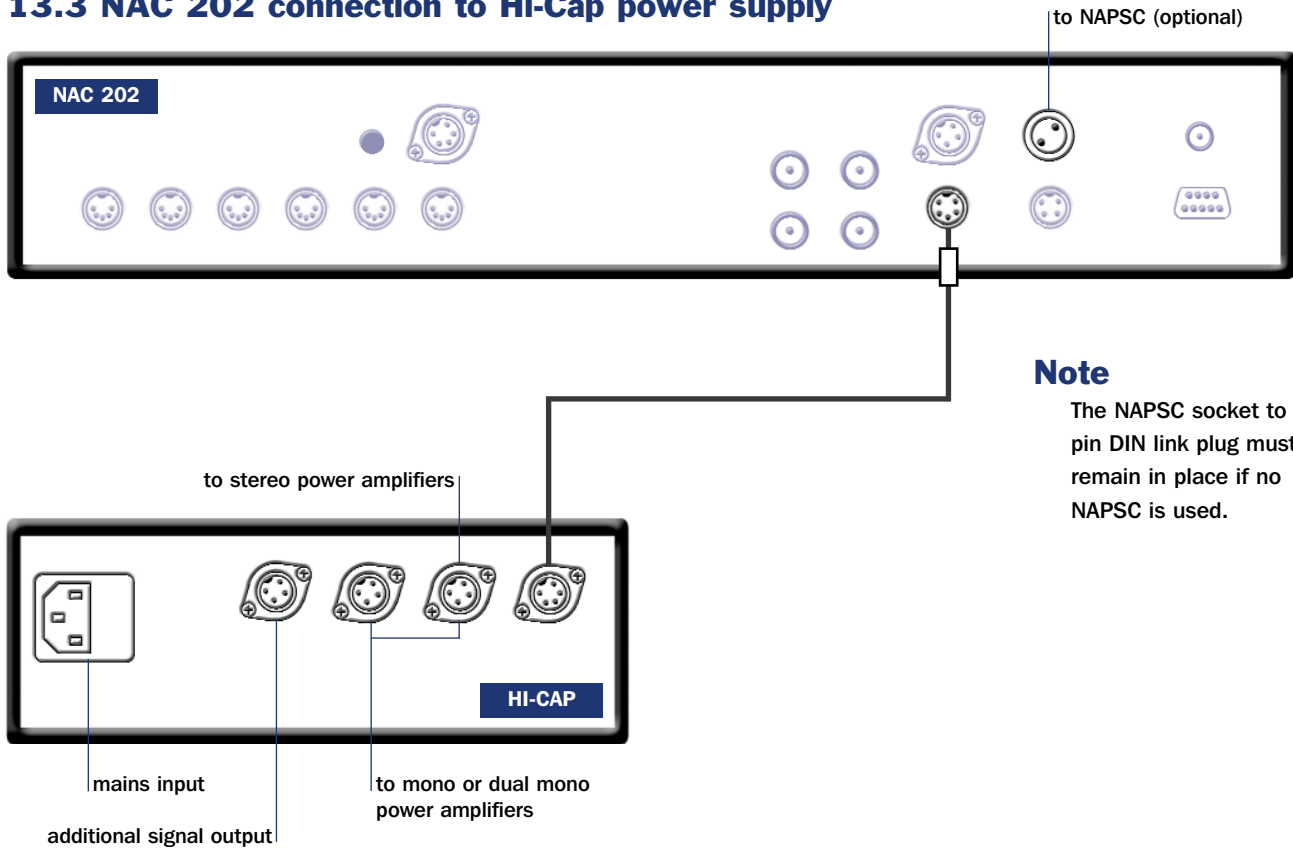 13.3 NAC 202 connection to Hi-Cap power supply
to NAPSC (optional)
NAC 202
Note
The NAPSC socket to
pin DIN link plug must
remain in place if no
NAPSC is used.
to stereo power amplifiers
HI-CAP
mains input
to mono or dual mono
power amplifiers
additional signal output